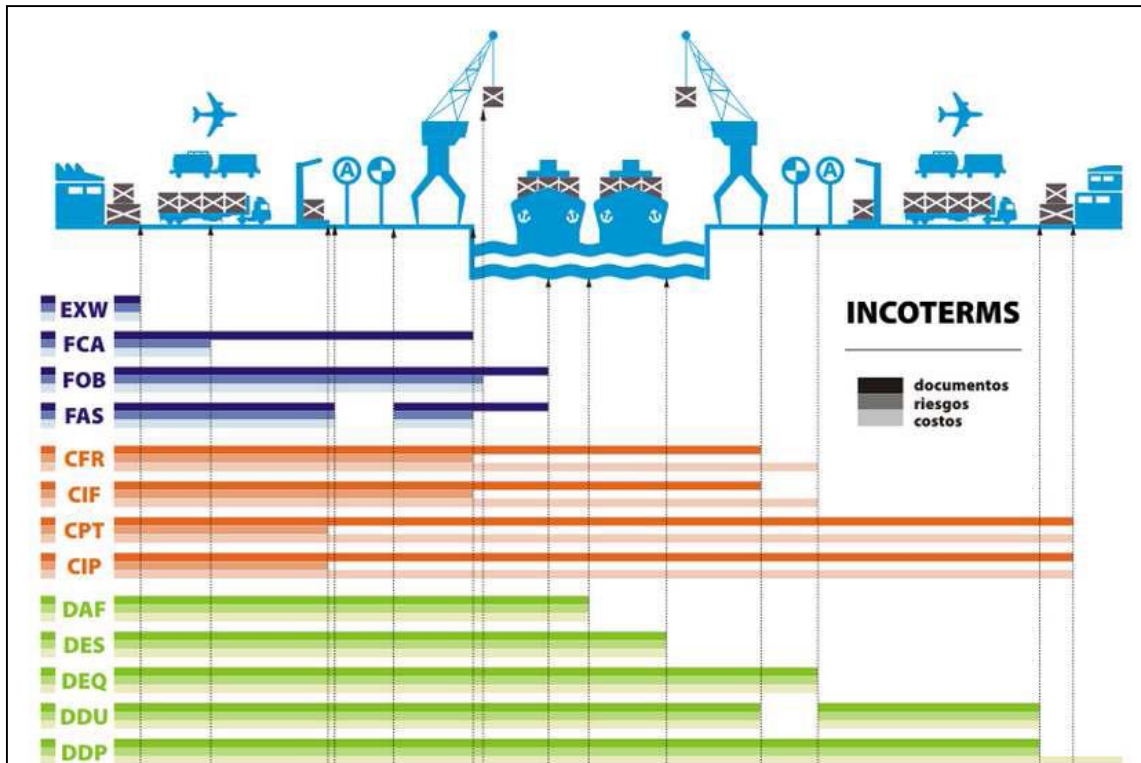 A
A
EXW
INCOTERMS
FCA
FOB
documentos
riesgos
FAS
costos
CFR
CIF
CPT
CIP
DAF
DES
DEQ
DDU
DDP